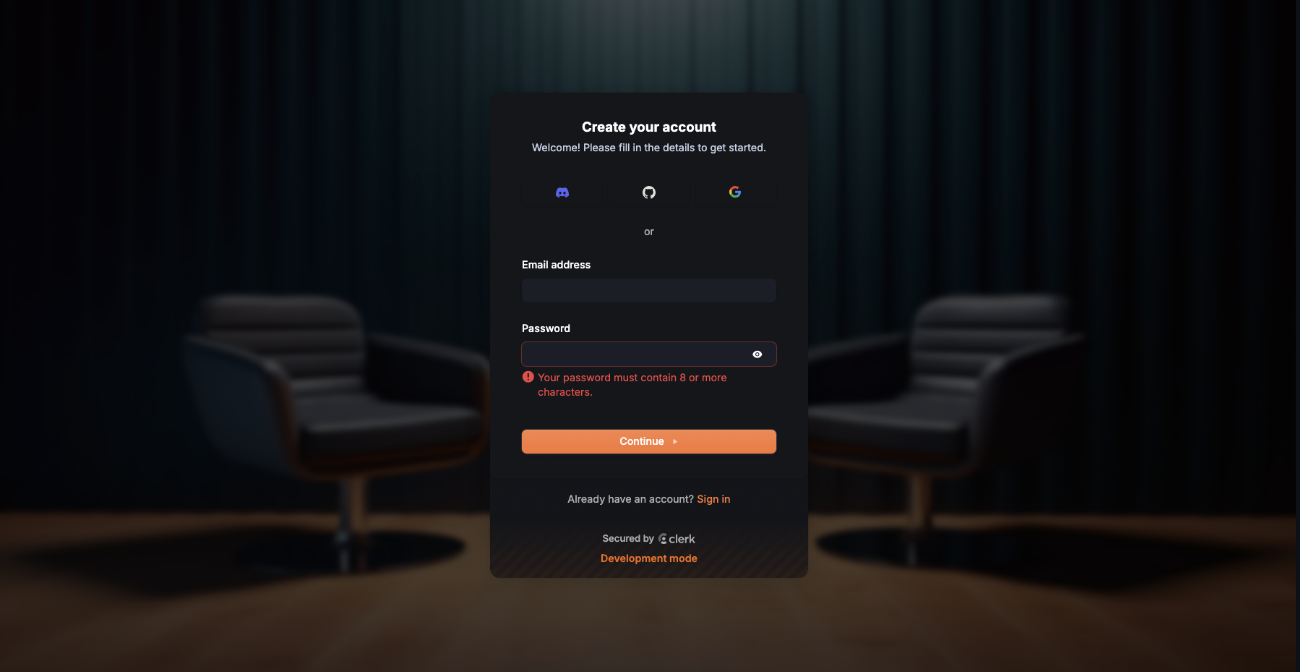 Create your account
Welcome! Please fill in the details to get started.
or
Email address
Password
Your password must contain 8 or more
characters.
Continue
Already have an account? Sign in
Secured by clerk
Development mode